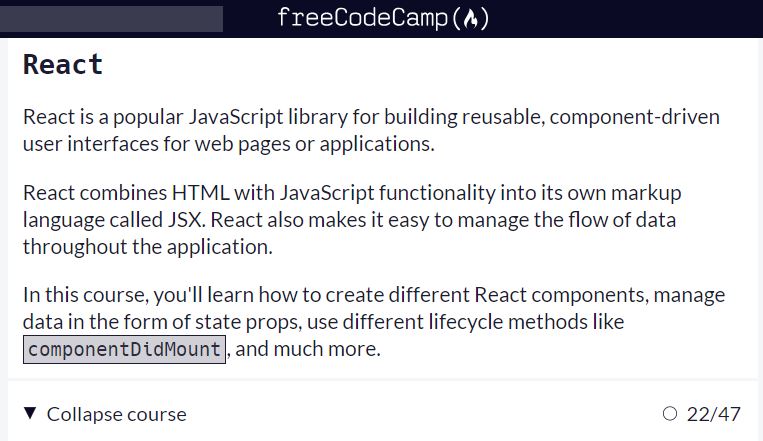 freeCodeCamp(🔥)
React
React is a popular JavaScript library for building reusable, component-driven
user interfaces for web pages or applications.
React combines HTML with JavaScript functionality into its own markup
language called JSX. React also makes it easy to manage the flow of data
throughout the application.
In this course, you'll learn how to create different React components, manage
data in the form of state props, use different lifecycle methods like
componentDidMount, and much more.
▼ Collapse course
22/47